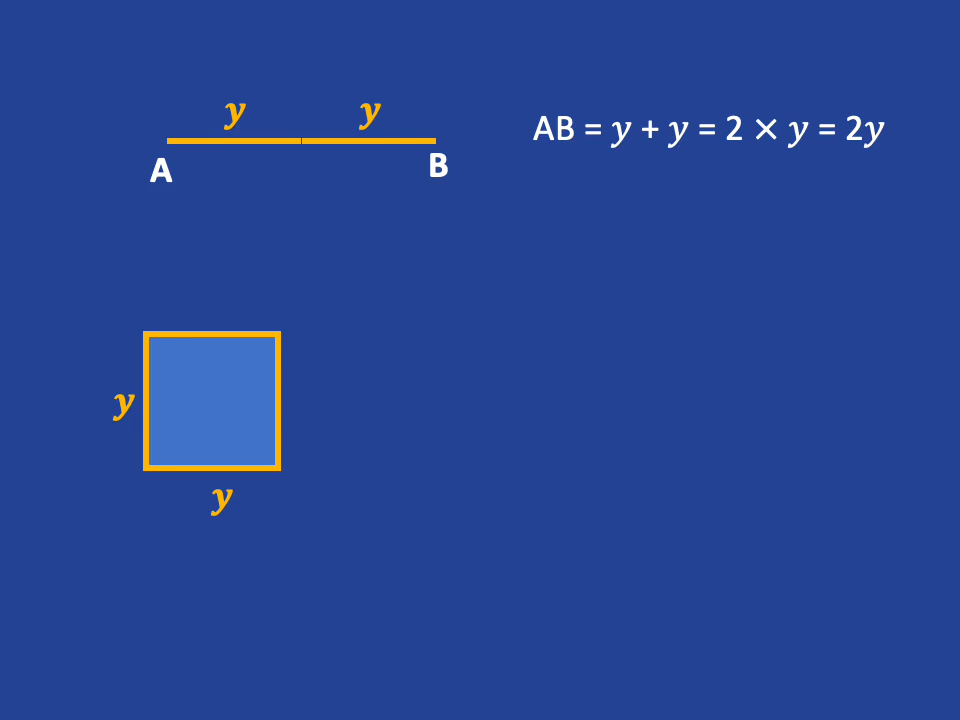 y y
A B
AB = y + y = 2 × y = 2y
y
y